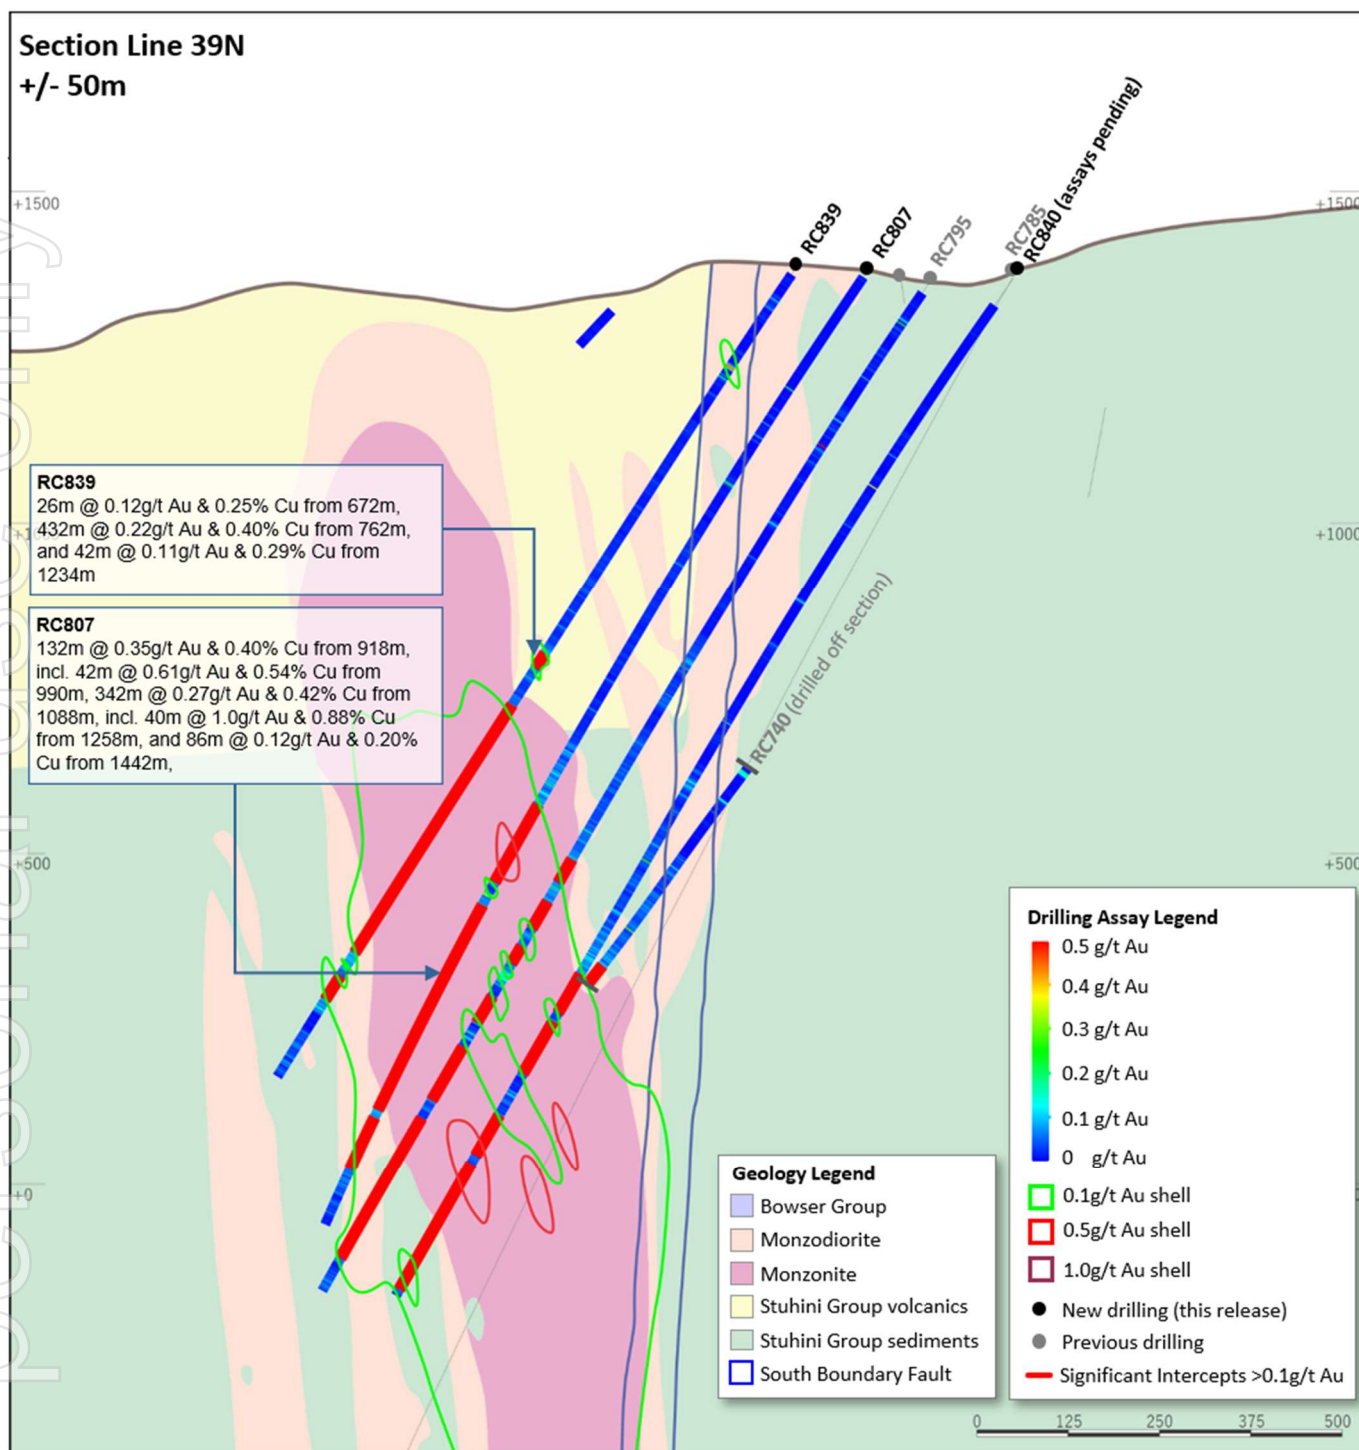 Section Line 39N
+/- 50m
+1500
+1500
RC839
RC807
RC795
RC785
RC840 (assays pending)
RC839
26m @ 0.12g/t Au & 0.25% Cu from 672m,
432m @ 0.22g/t Au & 0.40% Cu from 762m,
and 42m @ 0.11g/t Au & 0.29% Cu from
1234m
+1000
RC807
132m @ 0.35g/t Au & 0.40% Cu from 918m,
incl. 42m @ 0.61g/t Au & 0.54% Cu from
990m, 342m @ 0.27g/t Au & 0.42% Cu from
1088m, incl. 40m @ 1.0g/t Au & 0.88% Cu
from 1258m, and 86m @ 0.12g/t Au & 0.20%
Cu from 1442m,
RC740 (drilled off section)
+500
+500
+0
Geology Legend
Bowser Group
Monzodiorite
Monzonite
Stuhini Group volcanics
Stuhini Group sediments
South Boundary Fault
Drilling Assay Legend
0.5 g/t Au
0.4 g/t Au
0.3 g/t Au
0.2 g/t Au
0.1 g/t Au
0 g/t Au
0.1g/t Au shell
0.5g/t Au shell
1.0g/t Au shell
New drilling (this release)
Previous drilling
Significant Intercepts >0.1g/t Au
0 125 250 375 500